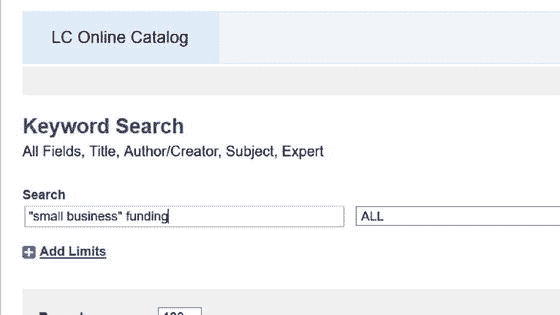 LC Online Catalog
Keyword Search
All Fields, Title, Author/Creator, Subject, Expert
Search
"small business" funding
ALL
Add Limits